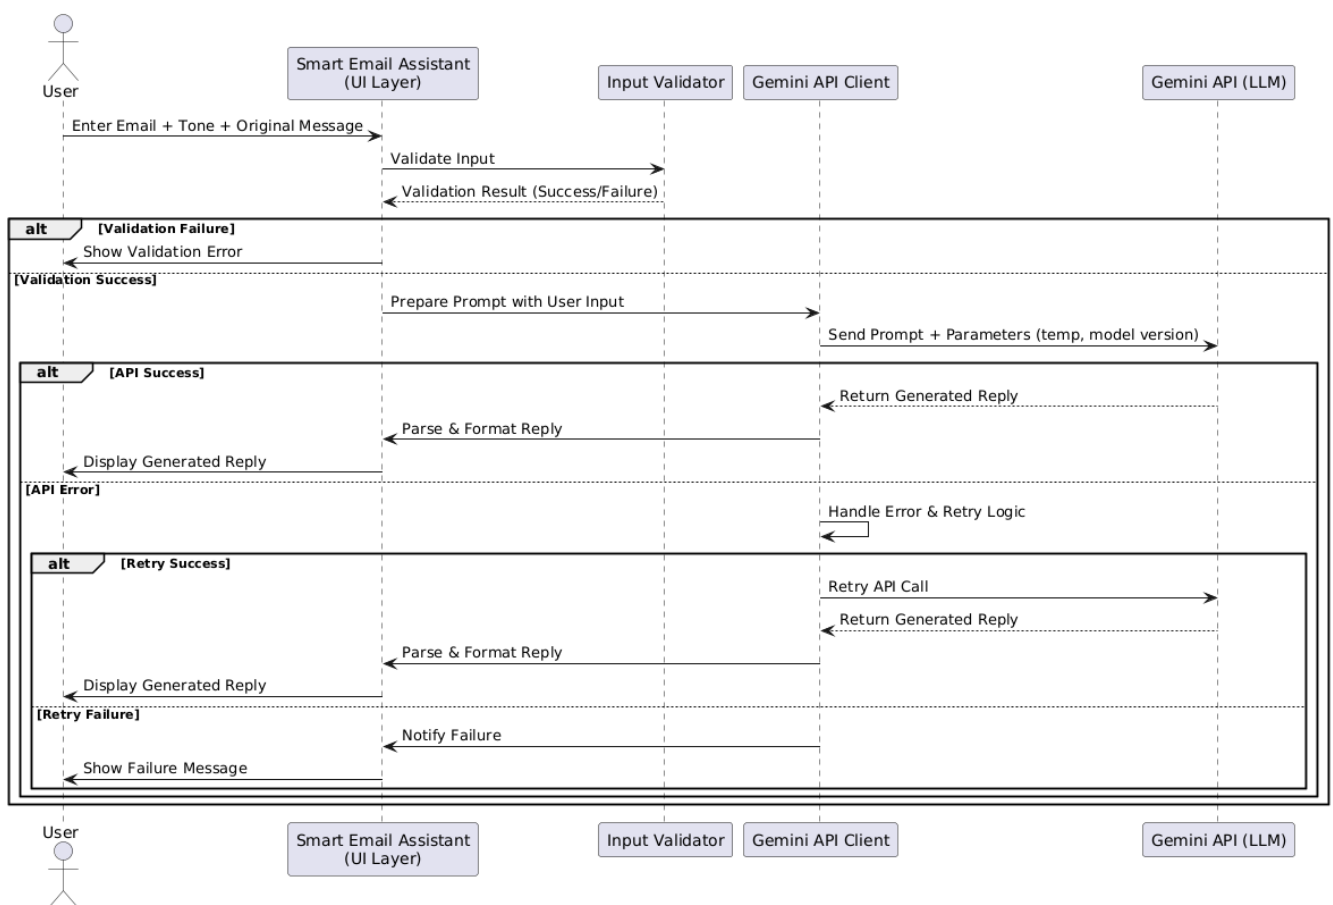 User
Smart Email Assistant
(UI Layer)
Input Validator
Gemini API Client
Gemini API (LLM)
Enter Email + Tone + Original Message
Validate Input
Validation Result (Success/Failure)
alt [Validation Failure]
Show Validation Error
[Validation Success]
Prepare Prompt with User Input
Send Prompt + Parameters (temp, model version)
alt [API Success]
Return Generated Reply
Parse & Format Reply
Display Generated Reply
[API Error]
Handle Error & Retry Logic
alt [Retry Success]
Retry API Call
Return Generated Reply
Parse & Format Reply
Display Generated Reply
[Retry Failure]
Notify Failure
Show Failure Message
User
Smart Email Assistant
(UI Layer)
Input Validator
Gemini API Client
Gemini API (LLM)